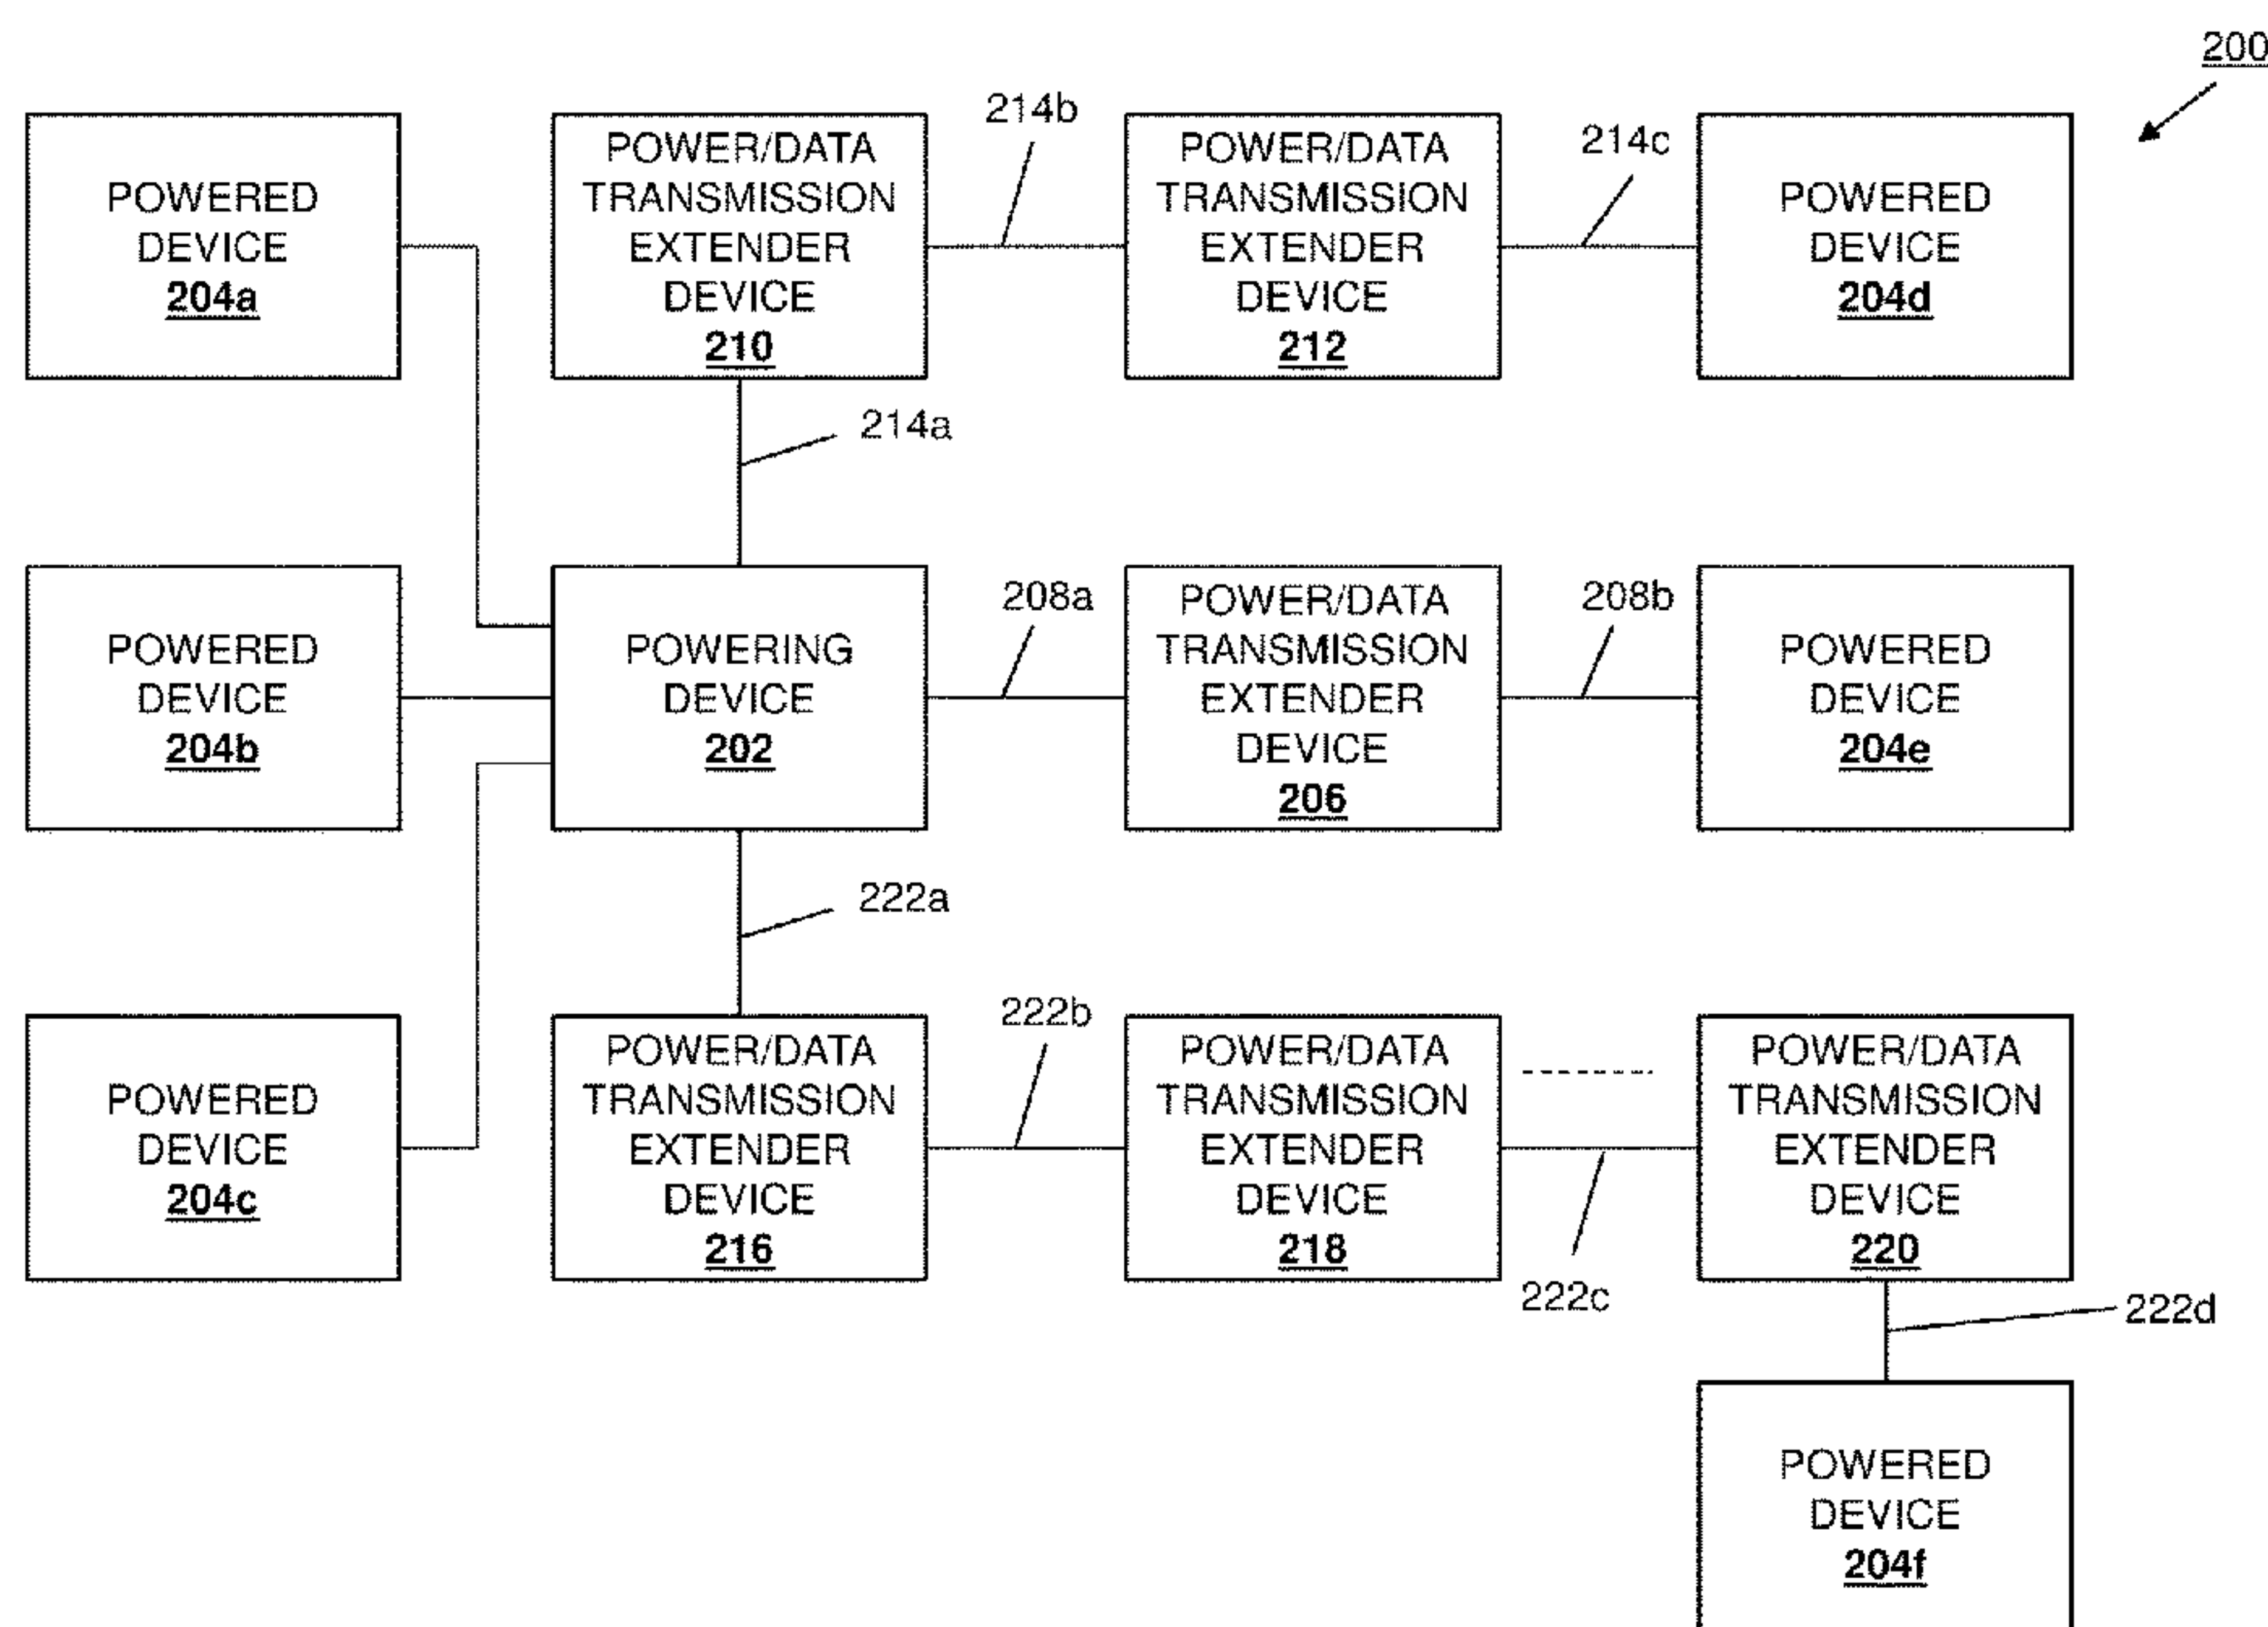 200
POWERED
DEVICE
204a
POWER/DATA
TRANSMISSION
EXTENDER
DEVICE
210
214b
POWER/DATA
TRANSMISSION
EXTENDER
DEVICE
212
214c
POWERED
DEVICE
204d
214a
POWERED
DEVICE
204b
POWERING
DEVICE
202
208a
POWER/DATA
TRANSMISSION
EXTENDER
DEVICE
206
208b
POWERED
DEVICE
204e
222a
POWERED
DEVICE
204c
POWER/DATA
TRANSMISSION
EXTENDER
DEVICE
216
222b
POWER/DATA
TRANSMISSION
EXTENDER
DEVICE
218
222c
POWER/DATA
TRANSMISSION
EXTENDER
DEVICE
220
222d
POWERED
DEVICE
204f